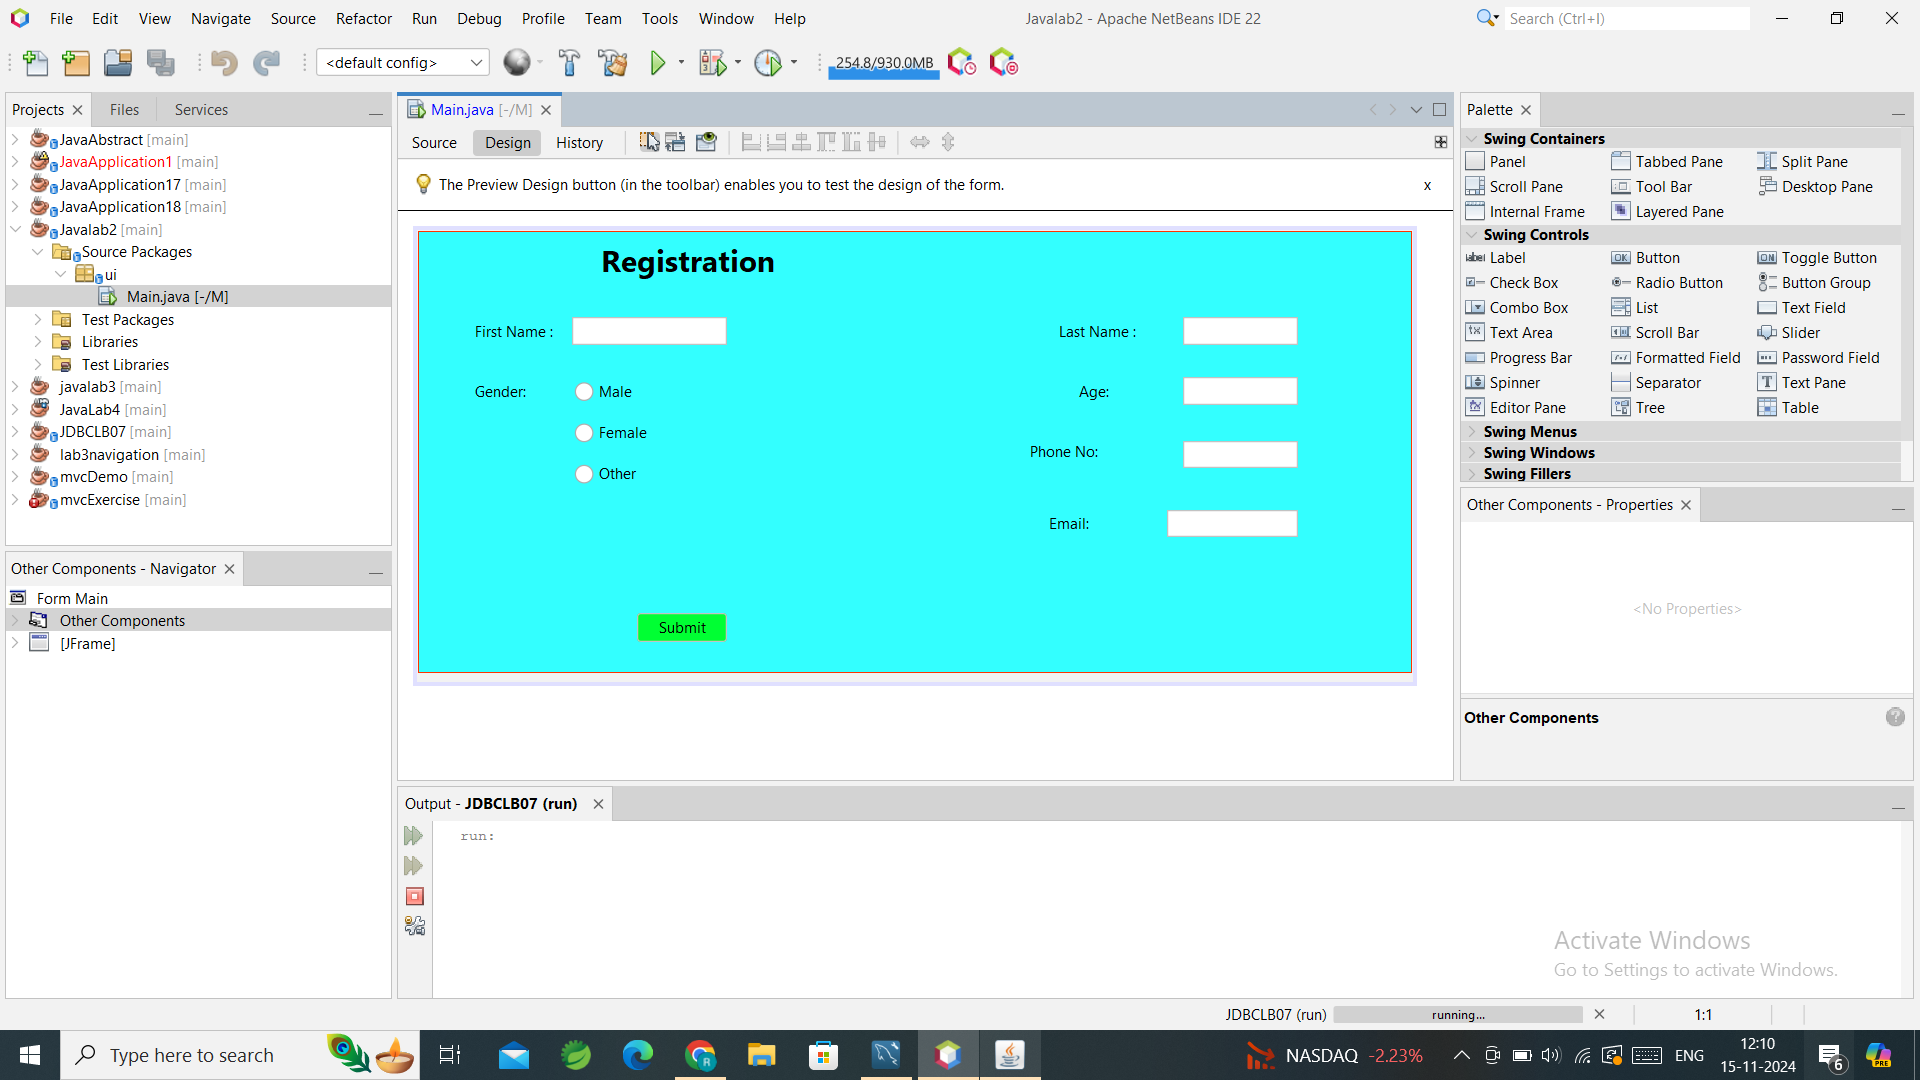 File Edit View Navigate Source Refactor Run Debug Profile Team Tools Window Help
Javalab2 - Apache NetBeans IDE 22
Search (Ctrl+I)
<default config>
254.8/930.0MB
Projects Files Services
JavaAbstract [main]
JavaApplication1 [main]
JavaApplication17 [main]
JavaApplication18 [main]
Javalab2 [main]
Source Packages
ui
Main.java [-/M]
Test Packages
Libraries
Test Libraries
javalab3 [main]
JavaLab4 [main]
JDBCLB07 [main]
lab3navigation [main]
mvcDemo [main]
mvcExercise [main]
Other Components - Navigator
Form Main
Other Components
[JFrame]
Main.java [-/M]
Source Design History
The Preview Design button (in the toolbar) enables you to test the design of the form.
x
Registration
First Name :
Last Name :
Gender:
Male
Age:
Female
Phone No:
Other
Email:
Submit
Palette
Swing Containers
Panel Tabbed Pane Split Pane
Scroll Pane Tool Bar Desktop Pane
Internal Frame Layered Pane
Swing Controls
label Label OK Button ON Toggle Button
Check Box Radio Button Button Group
Combo Box List Text Field
Text Area Scroll Bar Slider
Progress Bar Formatted Field Password Field
Spinner Separator Text Pane
Editor Pane Tree Table
Swing Menus
Swing Windows
Swing Fillers
Other Components - Properties
<No Properties>
Other Components
Output - JDBCLB07 (run)
run:
Activate Windows
Go to Settings to activate Windows.
JDBCLB07 (run)
running...
1:1
Type here to search
NASDAQ -2.23%
ENG
12:10
15-11-2024
6
PRE